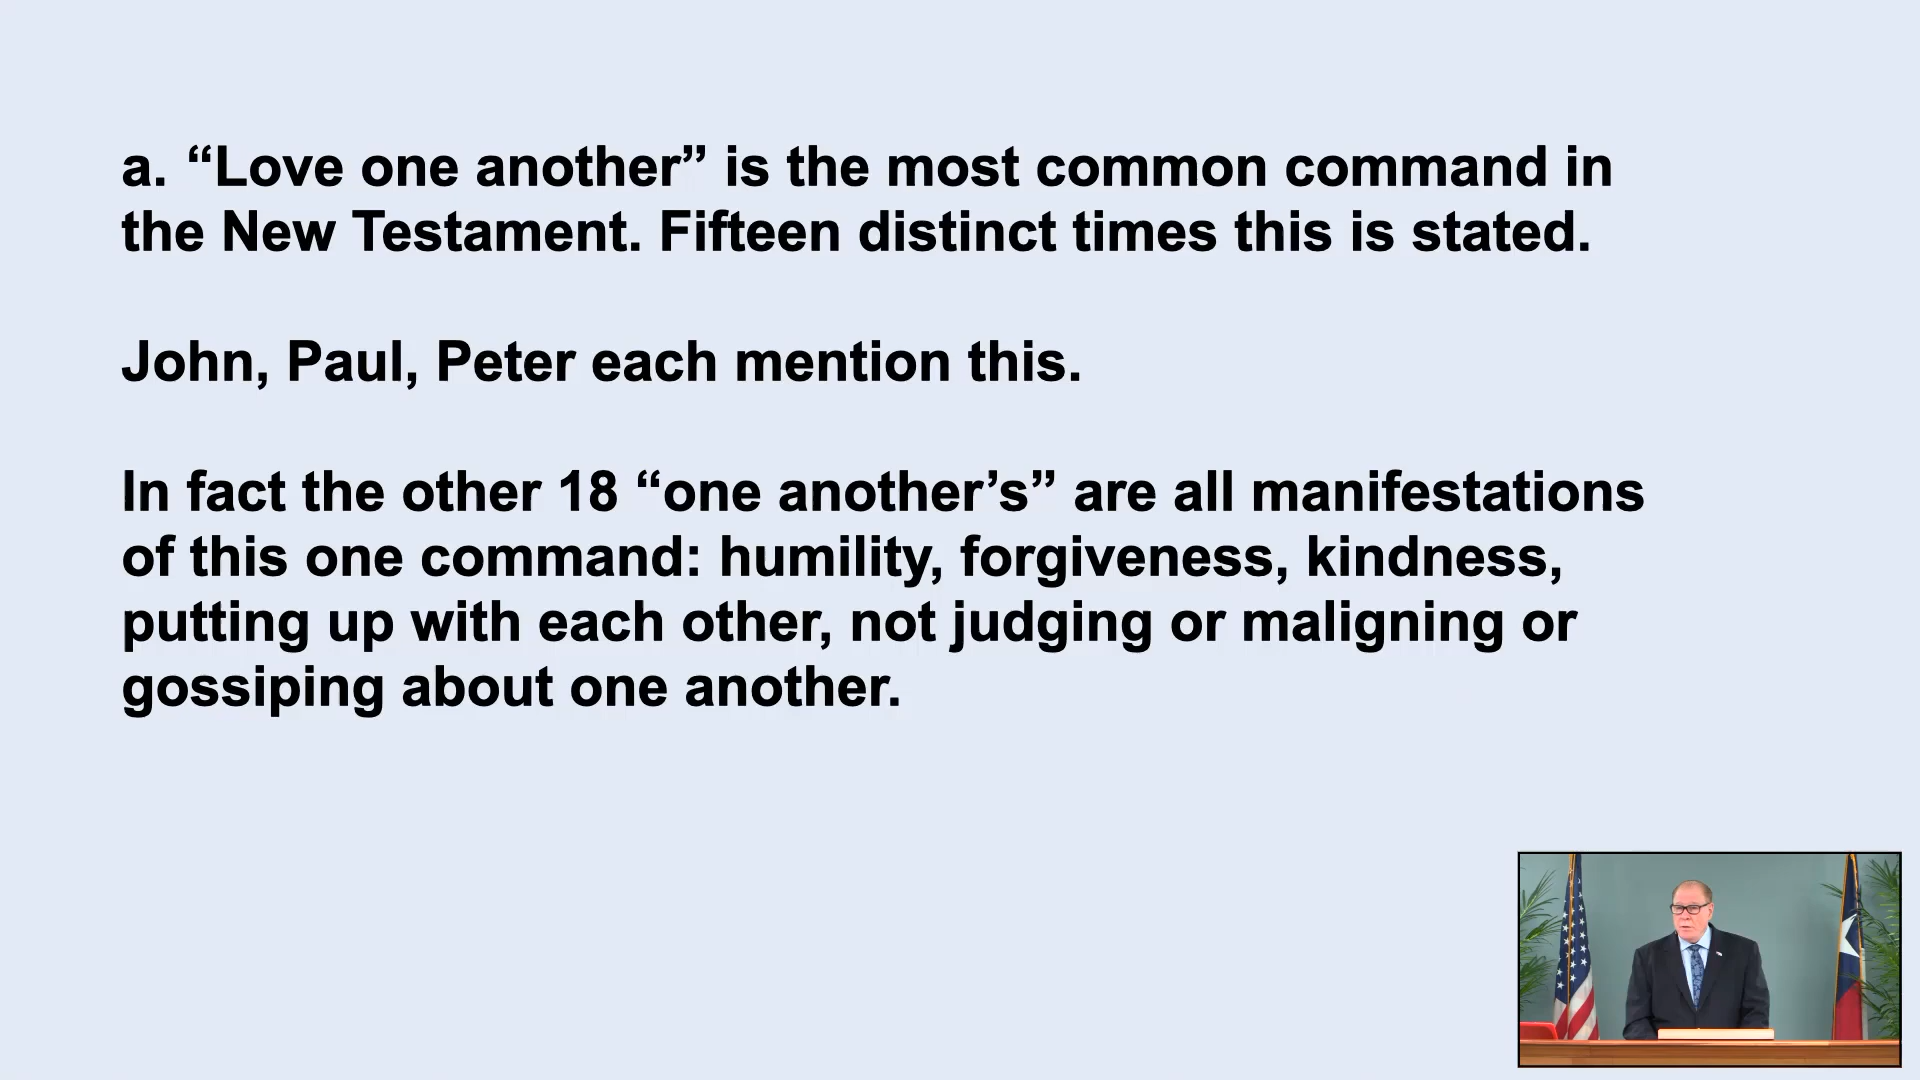 a. “Love one another” is the most common command in
the New Testament. Fifteen distinct times this is stated.
John, Paul, Peter each mention this.
In fact the other 18 “one another’s” are all manifestations
of this one command: humility, forgiveness, kindness,
putting up with each other, not judging or maligning or
gossiping about one another.